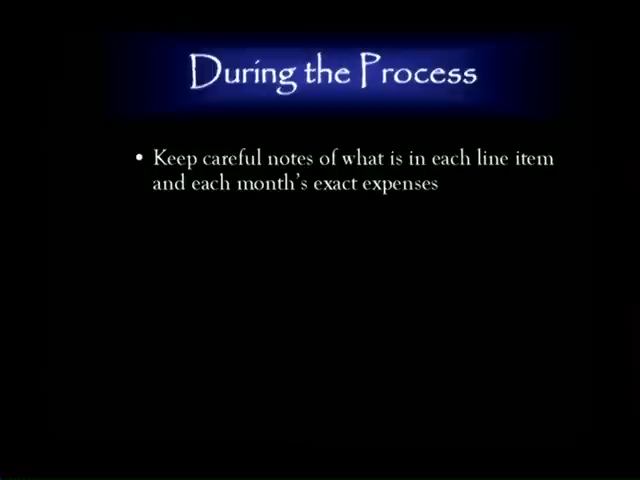 During the Process
• Keep careful notes of what is in each line item
and each month's exact expenses